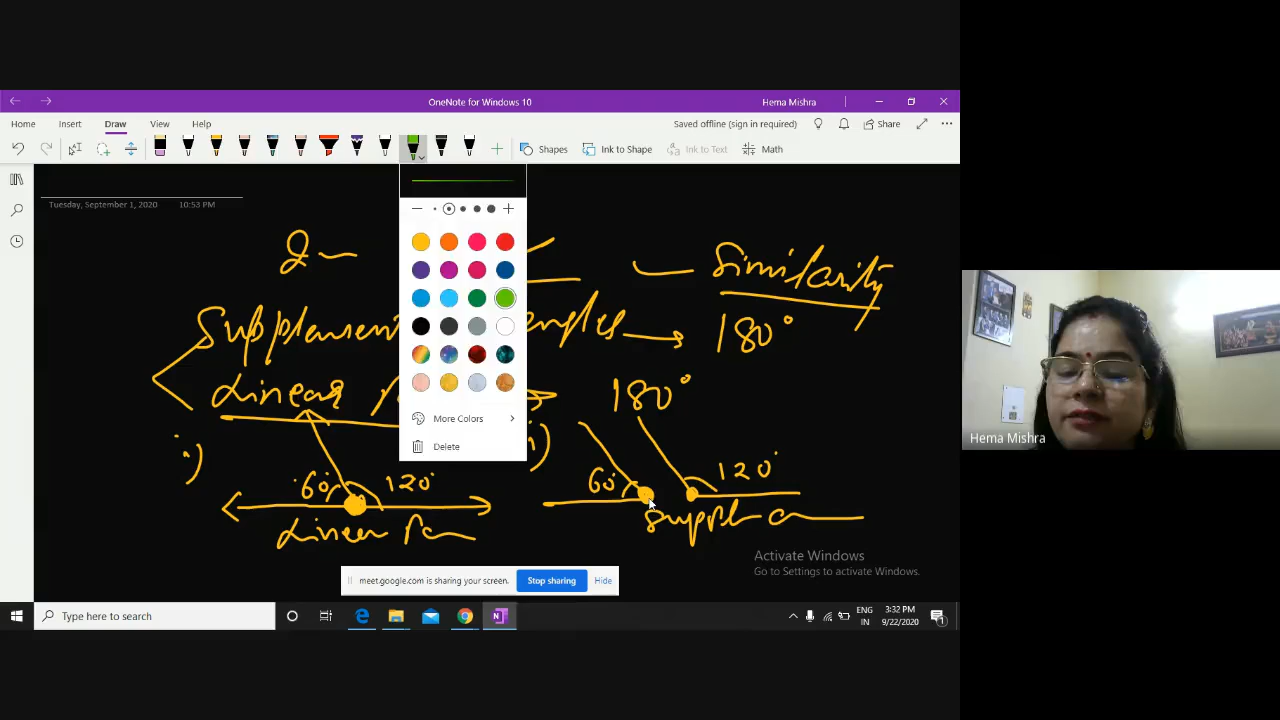 OneNote for Windows 10
Hema Mishra
Home Insert Draw View Help
Saved offline (sign in required) Share
Shapes Ink to Shape Ink to Text Math
Tuesday, September 1, 2020 10:53 PM
2 —
Similarity
180°
Linear
180°
More Colors
Delete
i)
60° 120°
60° 120°
Hema Mishra
Activate Windows
Go to Settings to activate Windows.
meet.google.com is sharing your screen. Stop sharing Hide
Type here to search
ENG
IN
3:32 PM
9/22/2020
1